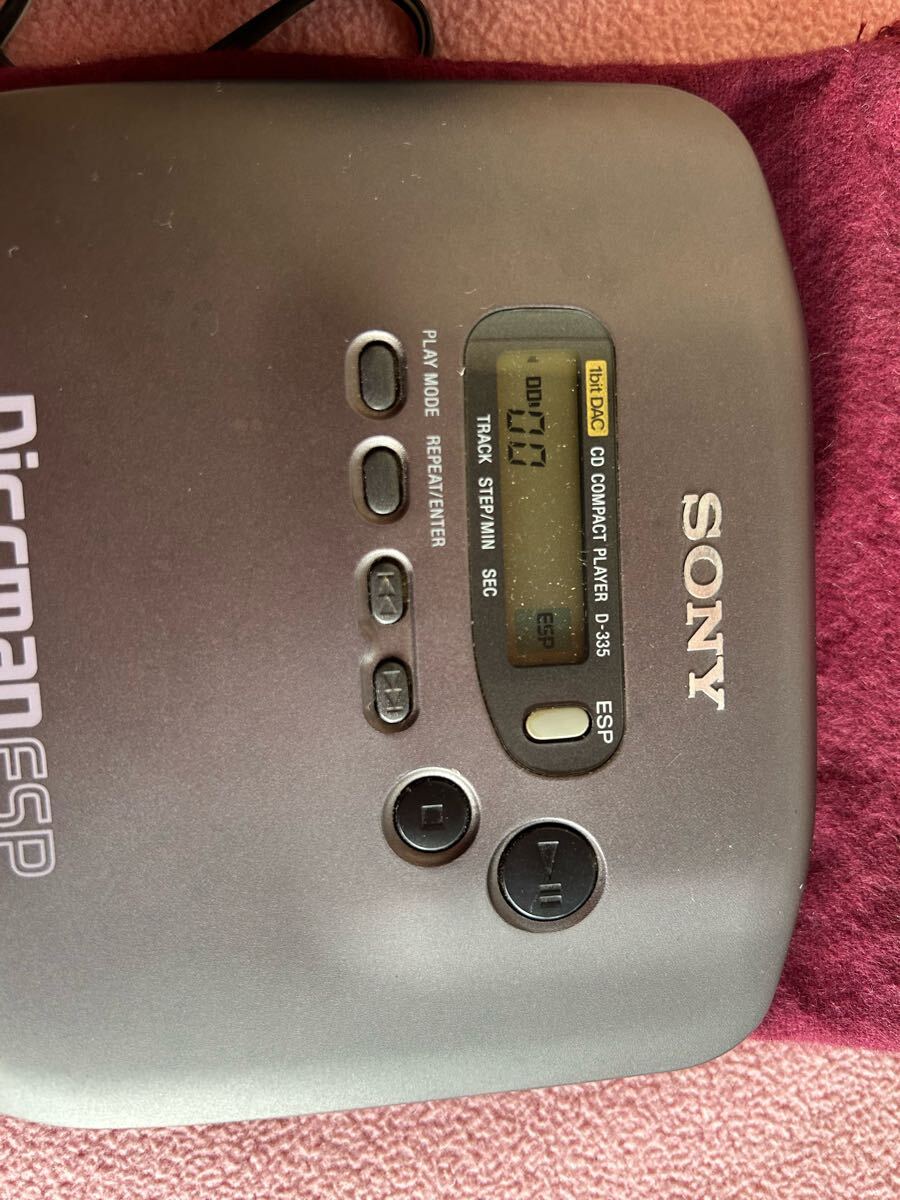 SONY
1bit DAC CD COMPACT PLAYER D-335
ESP
00
ESP
TRACK STEP/MIN SEC
PLAY MODE REPEAT/ENTER
Discman ESP